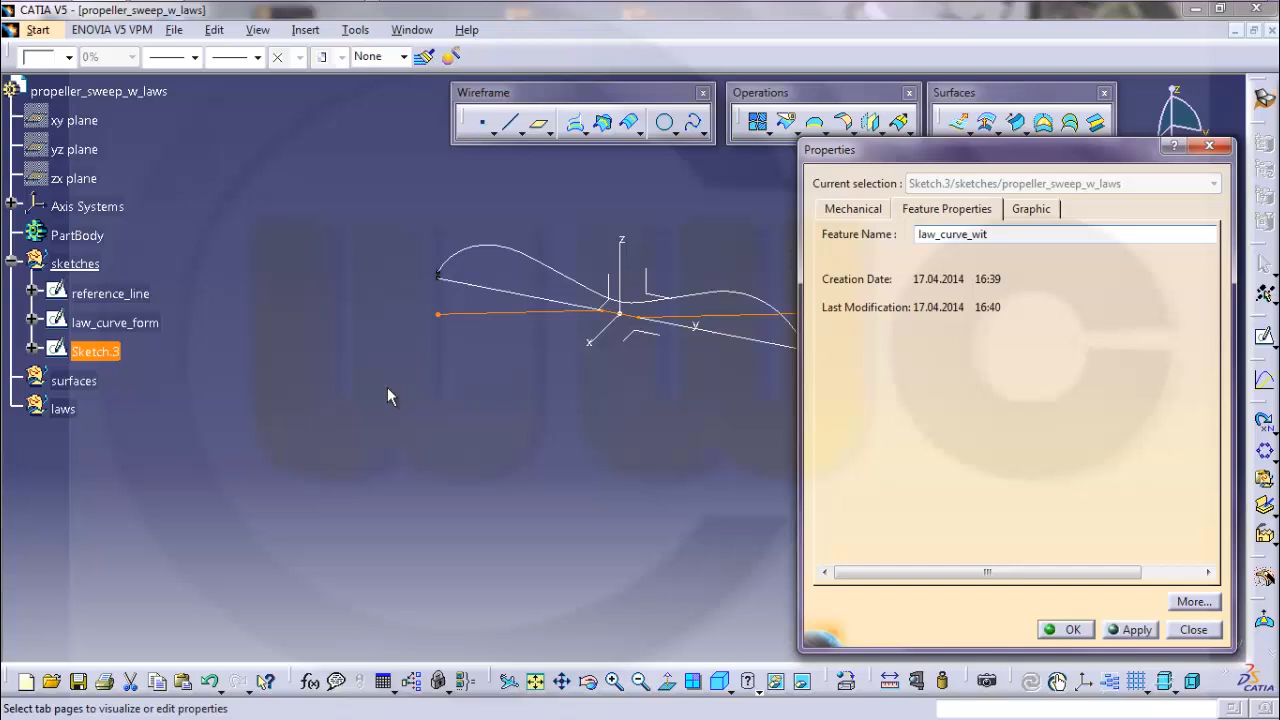 CATIA V5 - [propeller_sweep_w_laws]
Start ENOVIA V5 VPM File Edit View Insert Tools Window Help
0% None
propeller_sweep_w_laws
Wireframe
Operations
Surfaces
xy plane
yz plane
zx plane
Axis Systems
PartBody
sketches
reference_line
law_curve_form
Sketch.3
surfaces
laws
z
x
y
z
Properties
Current selection : Sketch.3/sketches/propeller_sweep_w_laws
Mechanical Feature Properties Graphic
Feature Name : law_curve_wit
Creation Date: 17.04.2014 16:39
Last Modification: 17.04.2014 16:40
More...
OK Apply Close
Select tab pages to visualize or edit properties
CATIA